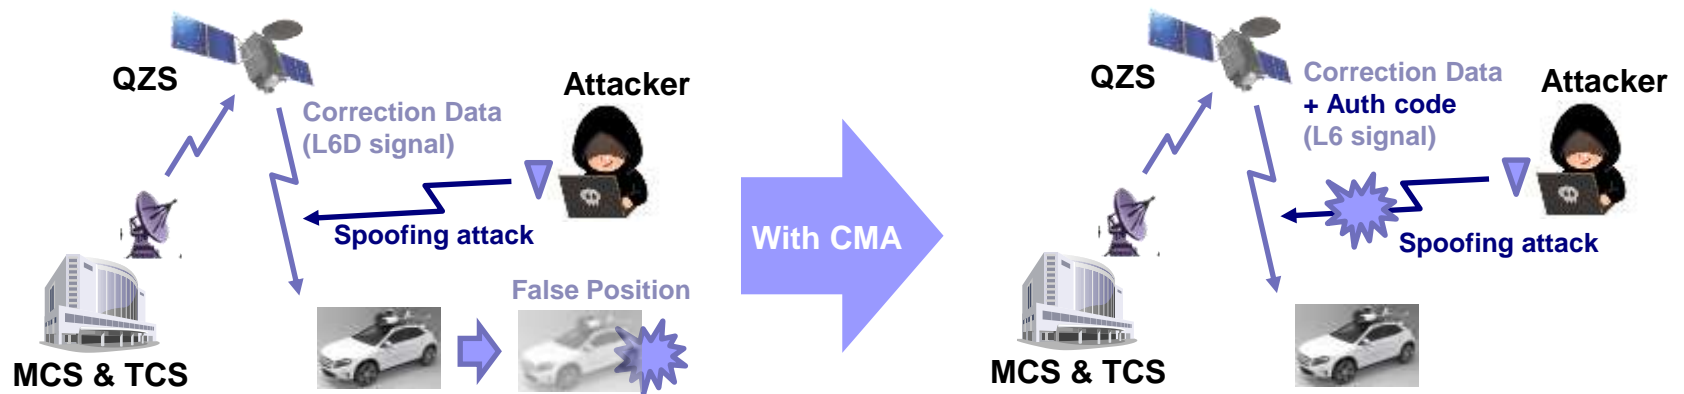 QZS
Attacker
Correction Data
(L6D signal)
Spoofing attack
False Position
MCS & TCS
With CMA
QZS
Correction Data
+ Auth code
(L6 signal)
Attacker
Spoofing attack
MCS & TCS